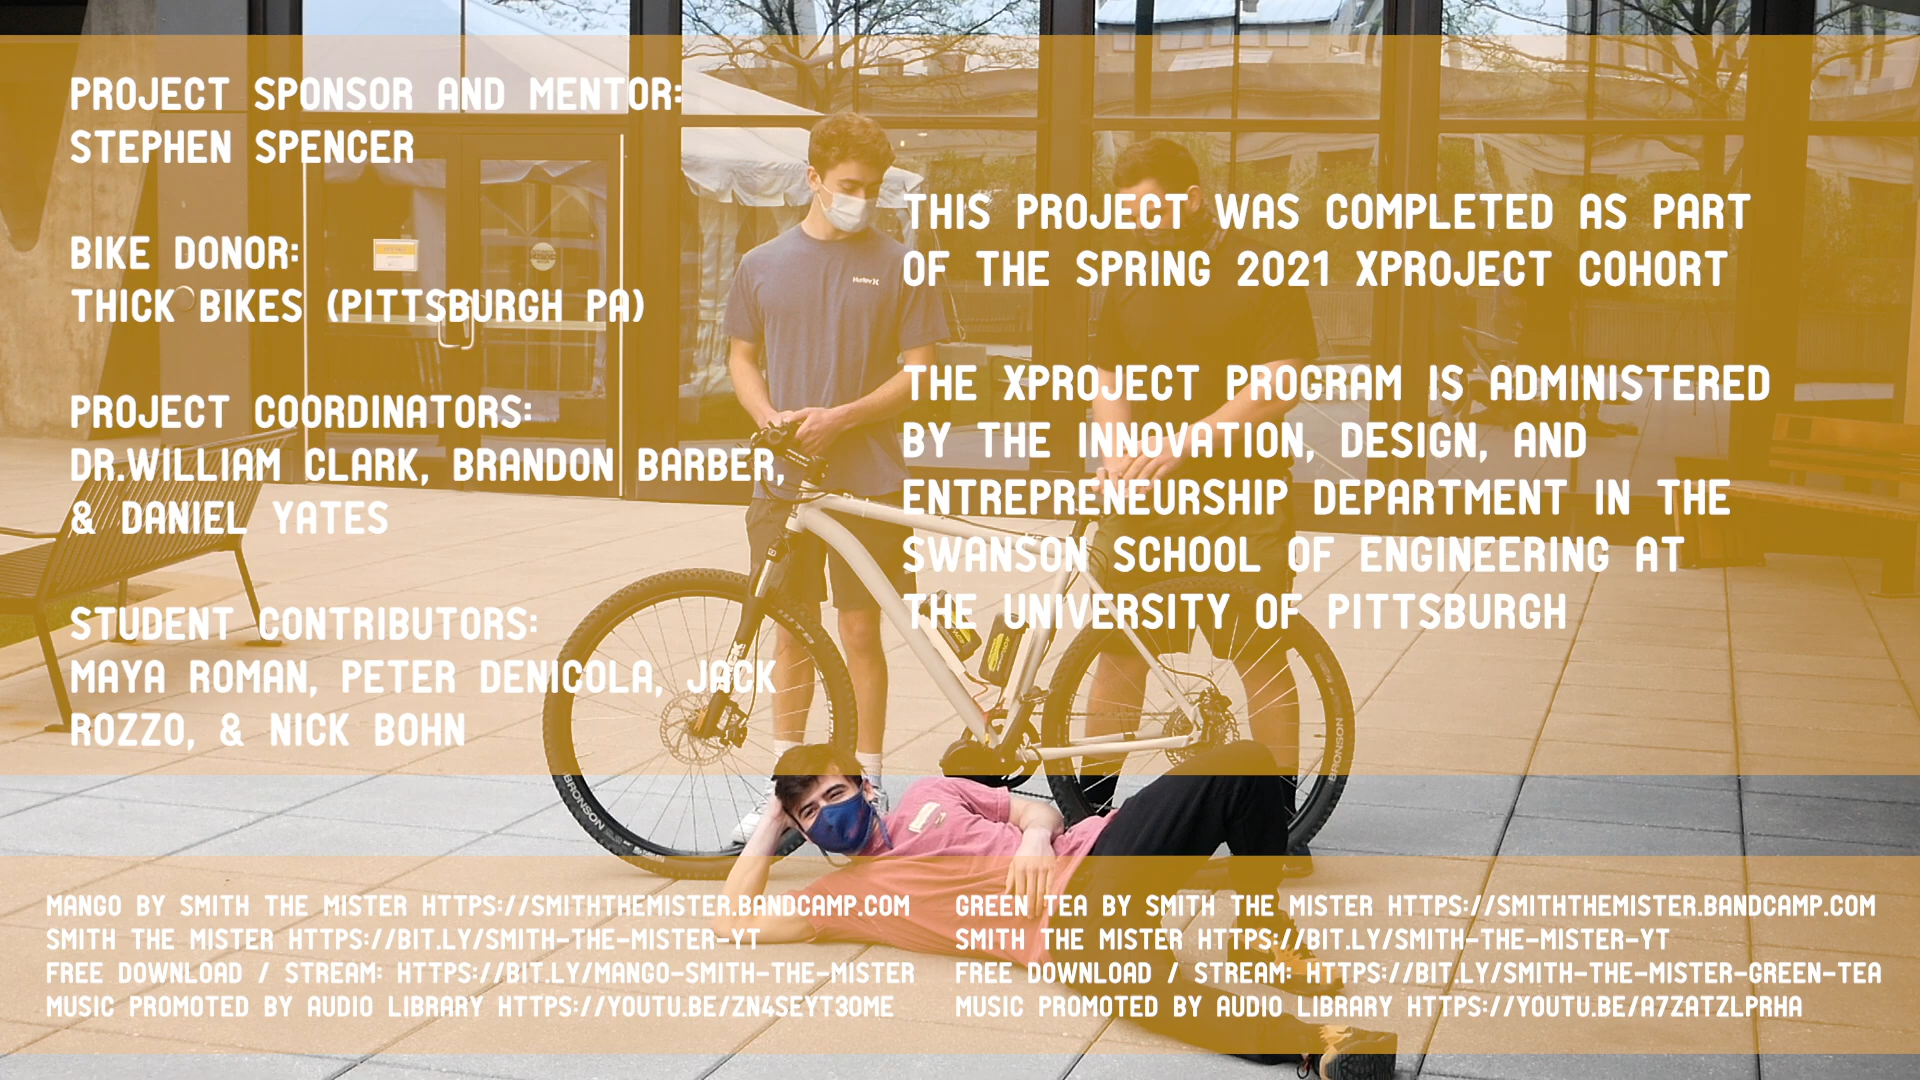 PROJECT SPONSOR AND MENTOR:
STEPHEN SPENCER
BIKE DONOR:
THICK BIKES (PITTSBURGH PA)
PROJECT COORDINATORS:
DR.WILLIAM CLARK, BRANDON BARBER,
& DANIEL YATES
STUDENT CONTRIBUTORS:
MAYA ROMAN, PETER DENICOLA, JACK
ROZZO, & NICK BOHN
THIS PROJECT WAS COMPLETED AS PART
OF THE SPRING 2021 XPROJECT COHORT
THE XPROJECT PROGRAM IS ADMINISTERED
BY THE INNOVATION, DESIGN, AND
ENTREPRENEURSHIP DEPARTMENT IN THE
SWANSON SCHOOL OF ENGINEERING AT
THE UNIVERSITY OF PITTSBURGH
Hurley
BRONSON
BRONSON
MANGO BY SMITH THE MISTER HTTPS://SMITHTHEMISTER.BANDCAMP.COM
SMITH THE MISTER HTTPS://BIT.LY/SMITH-THE-MISTER-YT
FREE DOWNLOAD / STREAM: HTTPS://BIT.LY/MANGO-SMITH-THE-MISTER
MUSIC PROMOTED BY AUDIO LIBRARY HTTPS://YOUTU.BE/ZN4SEYT3OME
GREEN TEA BY SMITH THE MISTER HTTPS://SMITHTHEMISTER.BANDCAMP.COM
SMITH THE MISTER HTTPS://BIT.LY/SMITH-THE-MISTER-YT
FREE DOWNLOAD / STREAM: HTTPS://BIT.LY/SMITH-THE-MISTER-GREEN-TEA
MUSIC PROMOTED BY AUDIO LIBRARY HTTPS://YOUTU.BE/A7ZATZLPRHA